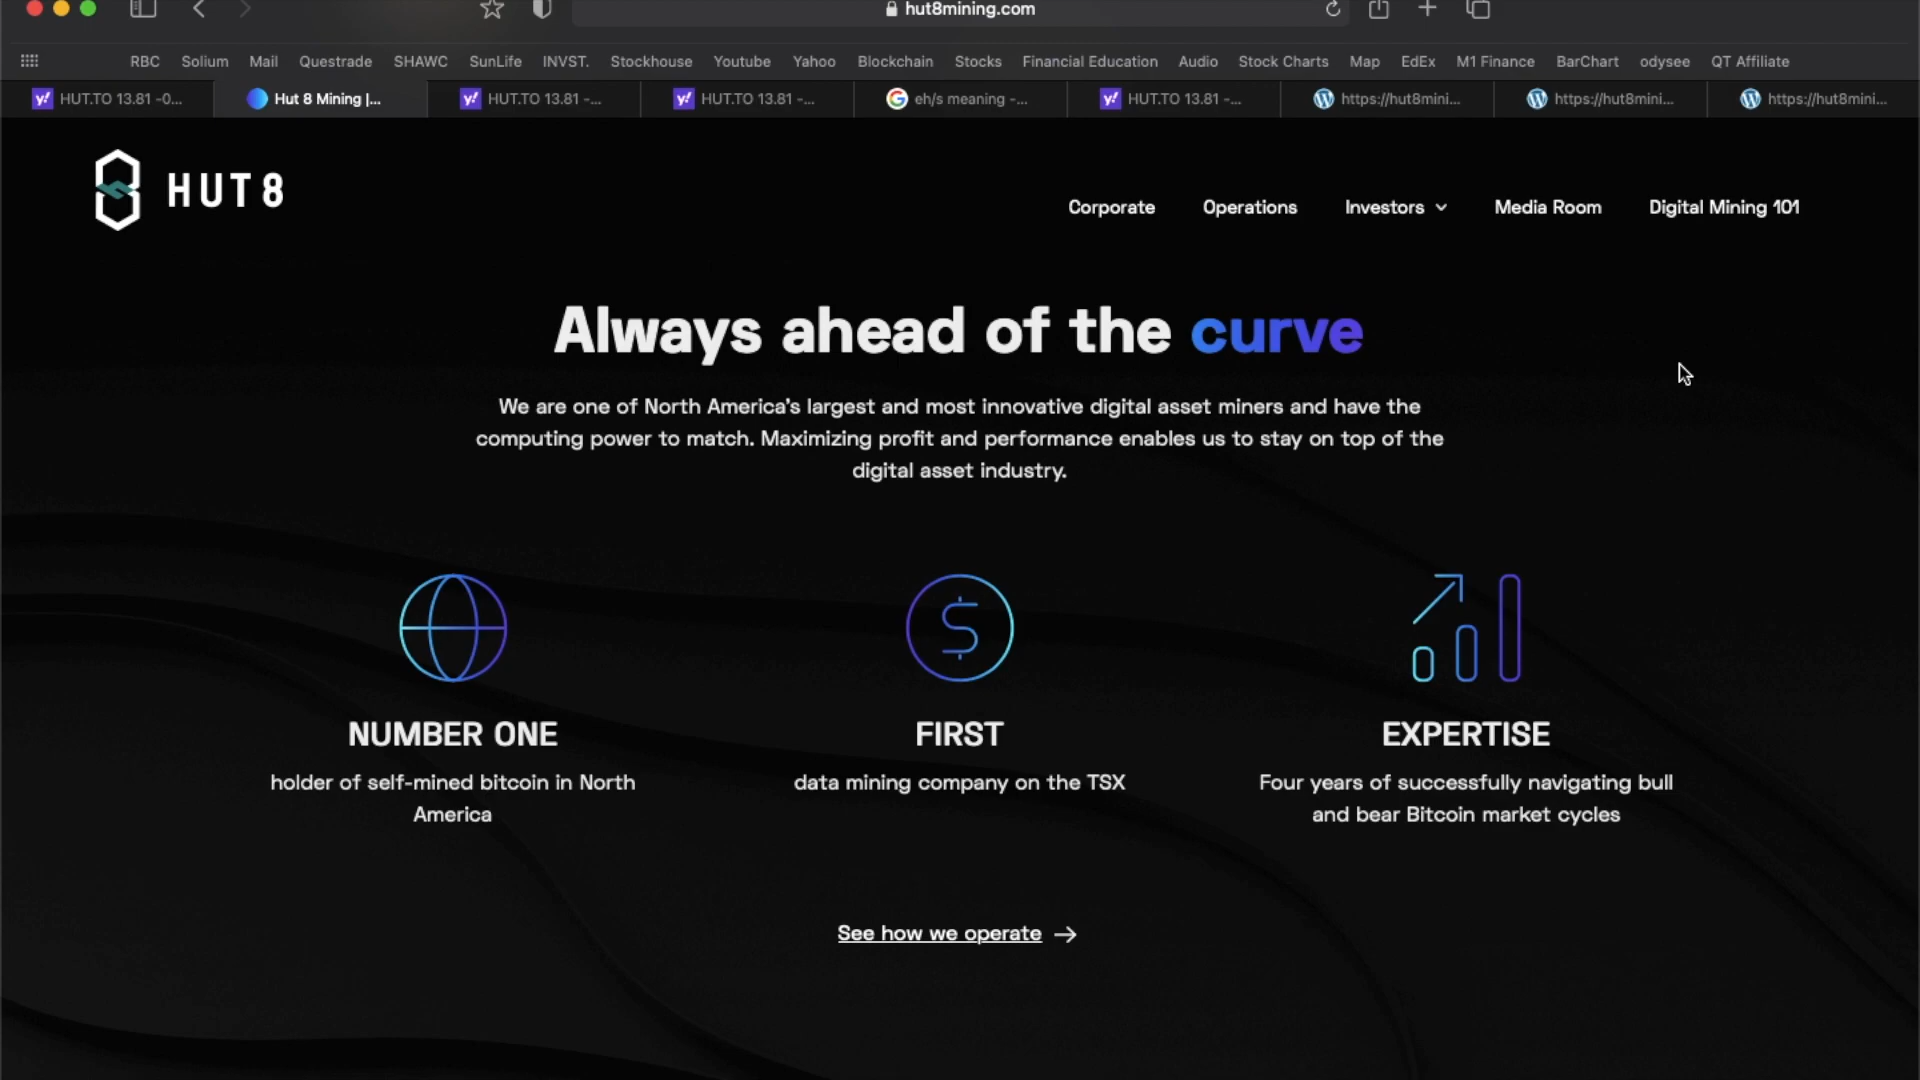 hut8mining.com
RBC Solium Mail Questrade SHAWC SunLife INVST. Stockhouse Youtube Yahoo Blockchain Stocks Financial Education Audio Stock Charts Map EdEx M1 Finance BarChart odysee QT Affiliate
HUT.TO 13.81 -0... Hut 8 Mining |... HUT.TO 13.81 -... HUT.TO 13.81 -... eh/s meaning -... HUT.TO 13.81 -... https://hut8mini... https://hut8mini... https://hut8mini...
HUT 8
Corporate Operations Investors Media Room Digital Mining 101
Always ahead of the curve
We are one of North America's largest and most innovative digital asset miners and have the
computing power to match. Maximizing profit and performance enables us to stay on top of the
digital asset industry.
NUMBER ONE
holder of self-mined bitcoin in North
America
FIRST
data mining company on the TSX
EXPERTISE
Four years of successfully navigating bull
and bear Bitcoin market cycles
See how we operate